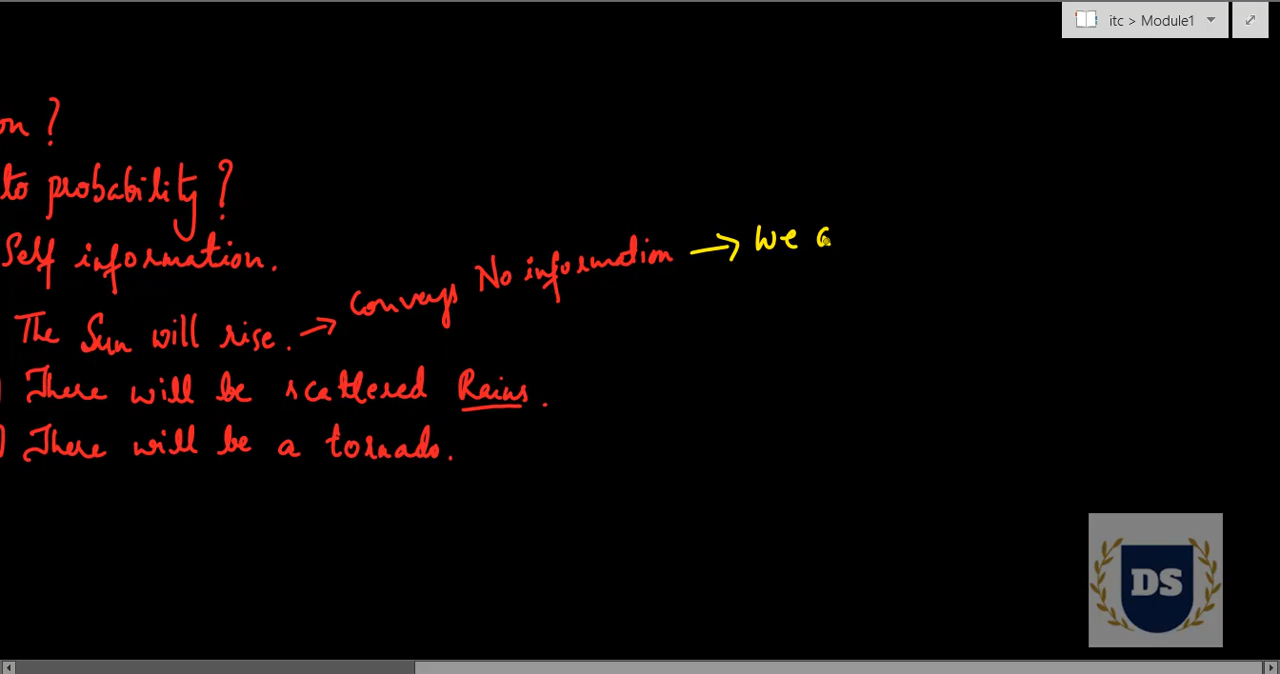 itc > Module1
on ?
to probability ?
Self information.
The Sun will rise. → Conveys No information → We a
) There will be scattered Rains.
) There will be a tornado.
DS